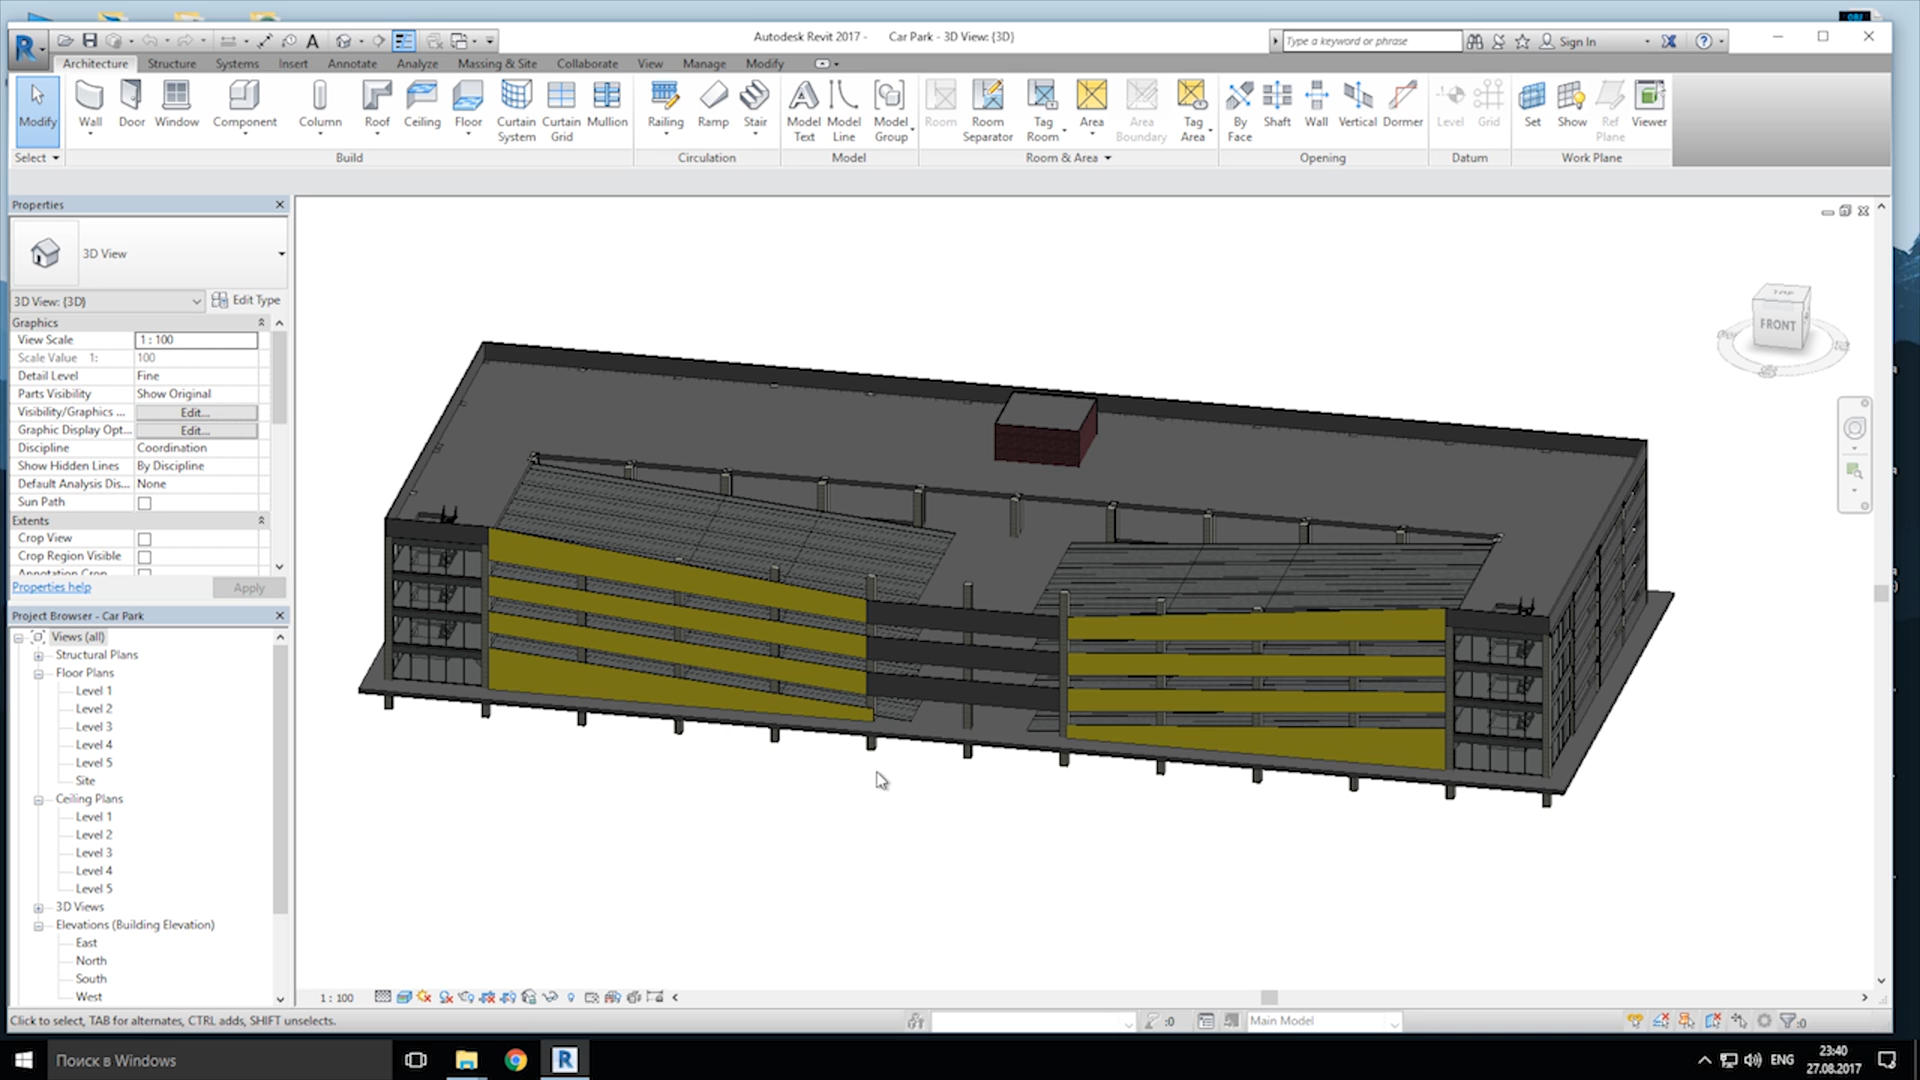 Autodesk Revit 2017 - Car Park - 3D View: {3D}
Type a keyword or phrase
Sign In
Architecture Structure Systems Insert Annotate Analyze Massing & Site Collaborate View Manage Modify
Modify Wall Door Window Component Column Roof Ceiling Floor Curtain System Curtain Grid Mullion Railing Ramp Stair Model Text Model Line Model Group Room Room Separator Tag Room Area Area Boundary Tag Area By Face Shaft Wall Vertical Dormer Level Grid Set Show Ref Plane Viewer
Select Build Circulation Model Room & Area Opening Datum Work Plane
Properties
3D View
3D View: {3D} Edit Type
Graphics
View Scale 1 : 100
Scale Value 1: 100
Detail Level Fine
Parts Visibility Show Original
Visibility/Graphics ... Edit...
Graphic Display Opt... Edit...
Discipline Coordination
Show Hidden Lines By Discipline
Default Analysis Dis... None
Sun Path
Extents
Crop View
Crop Region Visible
Properties help Apply
Project Browser - Car Park
Views (all)
Structural Plans
Floor Plans
Level 1
Level 2
Level 3
Level 4
Level 5
Site
Ceiling Plans
Level 1
Level 2
Level 3
Level 4
Level 5
3D Views
Elevations (Building Elevation)
East
North
South
West
TOP
FRONT
1 : 100
Click to select, TAB for alternates, CTRL adds, SHIFT unselects.
:0
Main Model
:0
Поиск в Windows
ENG
23:40
27.08.2017